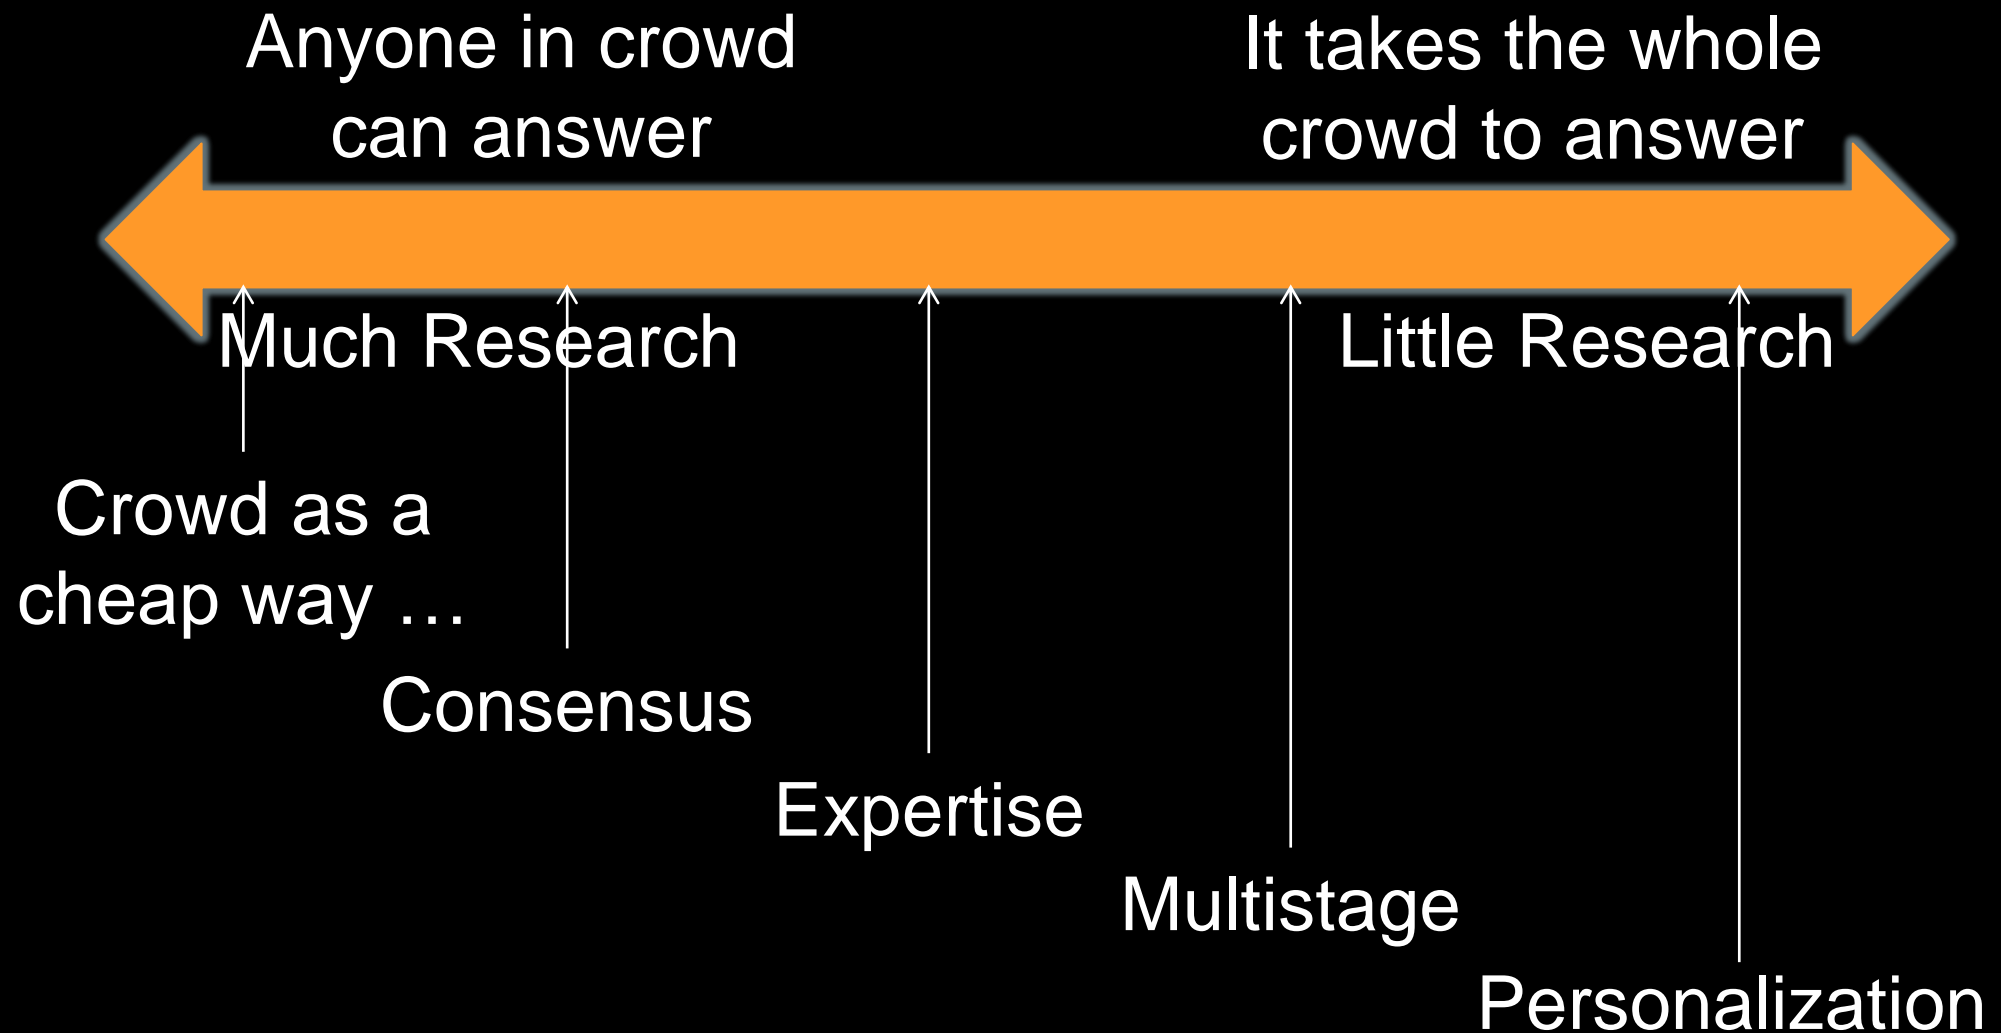 Anyone in crowd
can answer
It takes the whole
crowd to answer
Much Research
Little Research
Crowd as a
cheap way …
Consensus
Expertise
Multistage
Personalization